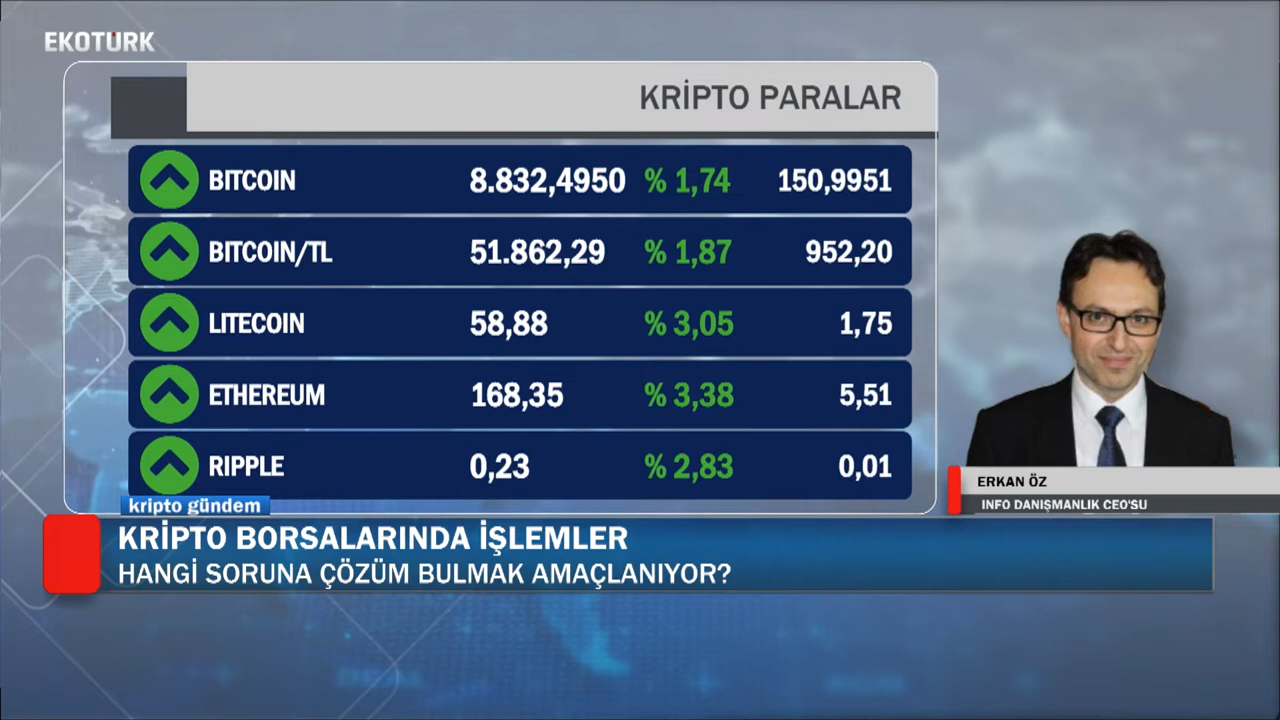 EKOTÜRK
KRİPTO PARALAR
BITCOIN 8.832,4950 % 1,74 150,9951
BITCOIN/TL 51.862,29 % 1,87 952,20
LITECOIN 58,88 % 3,05 1,75
ETHEREUM 168,35 % 3,38 5,51
RIPPLE 0,23 % 2,83 0,01
ERKAN ÖZ
INFO DANIŞMANLIK CEO'SU
kripto gündem
KRİPTO BORSALARINDA İŞLEMLER
HANGİ SORUNA ÇÖZÜM BULMAK AMAÇLANIYOR?